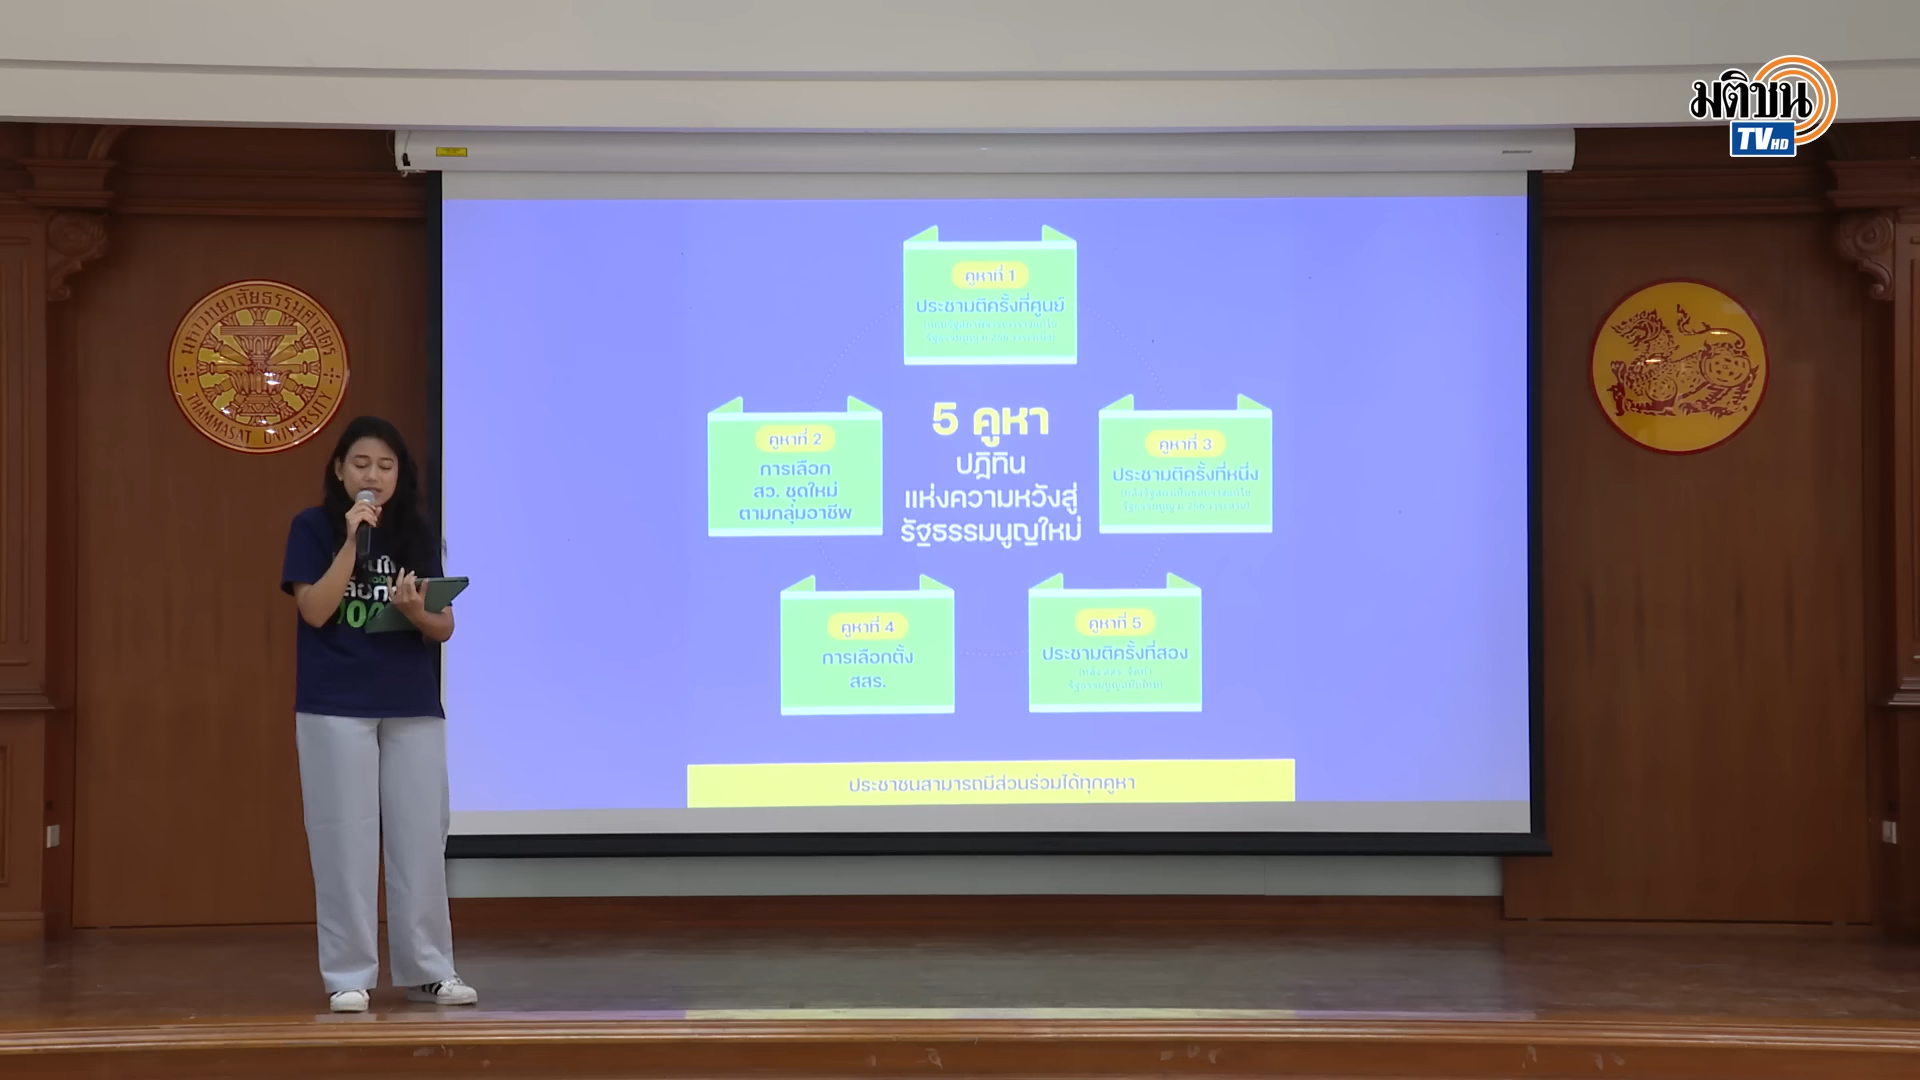 มติชน
TV HD
มหาวิทยาลัยธรรมศาสตร์
THAMMASAT UNIVERSITY
คูหาที่ 1
ประชามติครั้งที่ศูนย์
5 คูหา
ปฎิทิน
แห่งความหวังสู่
รัฐธรรมนูญใหม่
คูหาที่ 2
การเลือก
สว. ชุดใหม่
ตามกลุ่มอาชีพ
คูหาที่ 3
ประชามติครั้งที่หนึ่ง
คูหาที่ 4
การเลือกตั้ง
สสร.
คูหาที่ 5
ประชามติครั้งที่สอง
ประชาชนสามารถมีส่วนร่วมได้ทุกคูหา